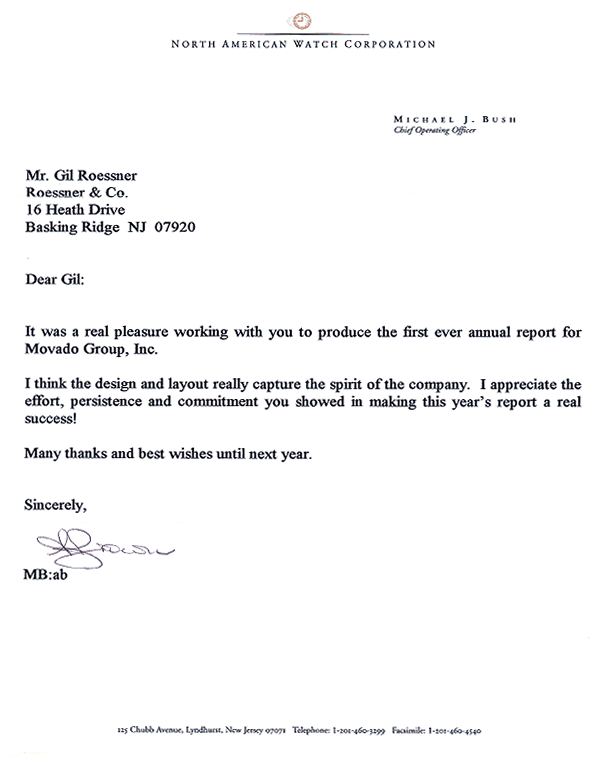 NORTH AMERICAN WATCH CORPORATION
MICHAEL J. BUSH
Chief Operating Officer
Mr. Gil Roessner
Roessner & Co.
16 Heath Drive
Basking Ridge NJ 07920
Dear Gil:
It was a real pleasure working with you to produce the first ever annual report for
Movado Group, Inc.
I think the design and layout really capture the spirit of the company. I appreciate the
effort, persistence and commitment you showed in making this year's report a real
success!
Many thanks and best wishes until next year.
Sincerely,
MB:ab
125 Chubb Avenue, Lyndhurst, New Jersey 07071 Telephone: 1-201-460-3299 Facsimile: 1-201-460-4540